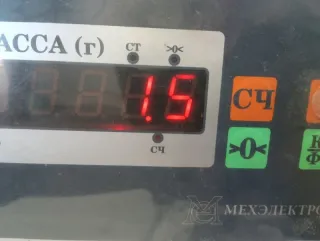 АССА (г)
СТ >0<
1.5
СЧ
СЧ
>0<
К
Ф
МЕХЭЛЕКТРО